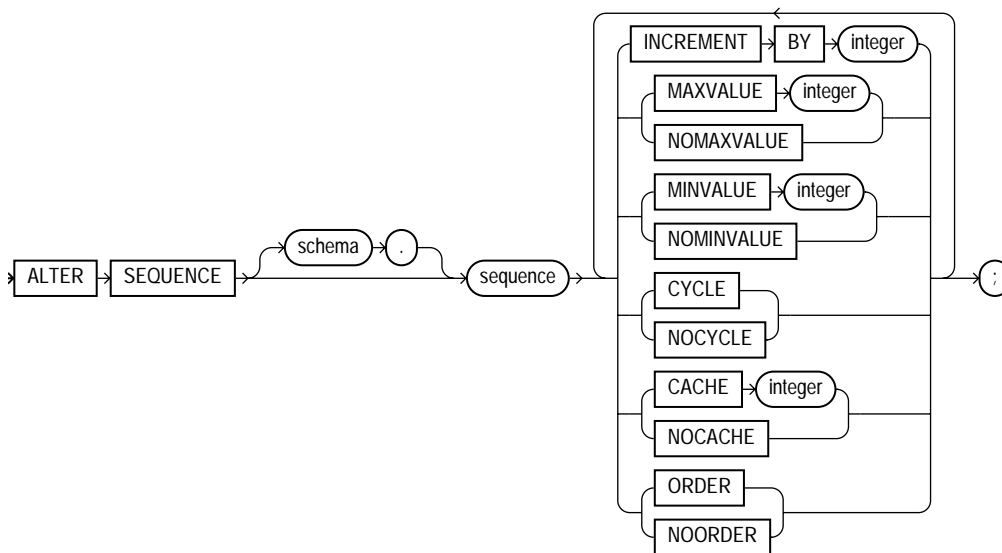 INCREMENT BY integer
MAXVALUE integer
NOMAXVALUE
MINVALUE integer
NOMINVALUE
ALTER SEQUENCE schema . sequence
CYCLE
NOCYCLE
CACHE integer
NOCACHE
ORDER
NOORDER
;